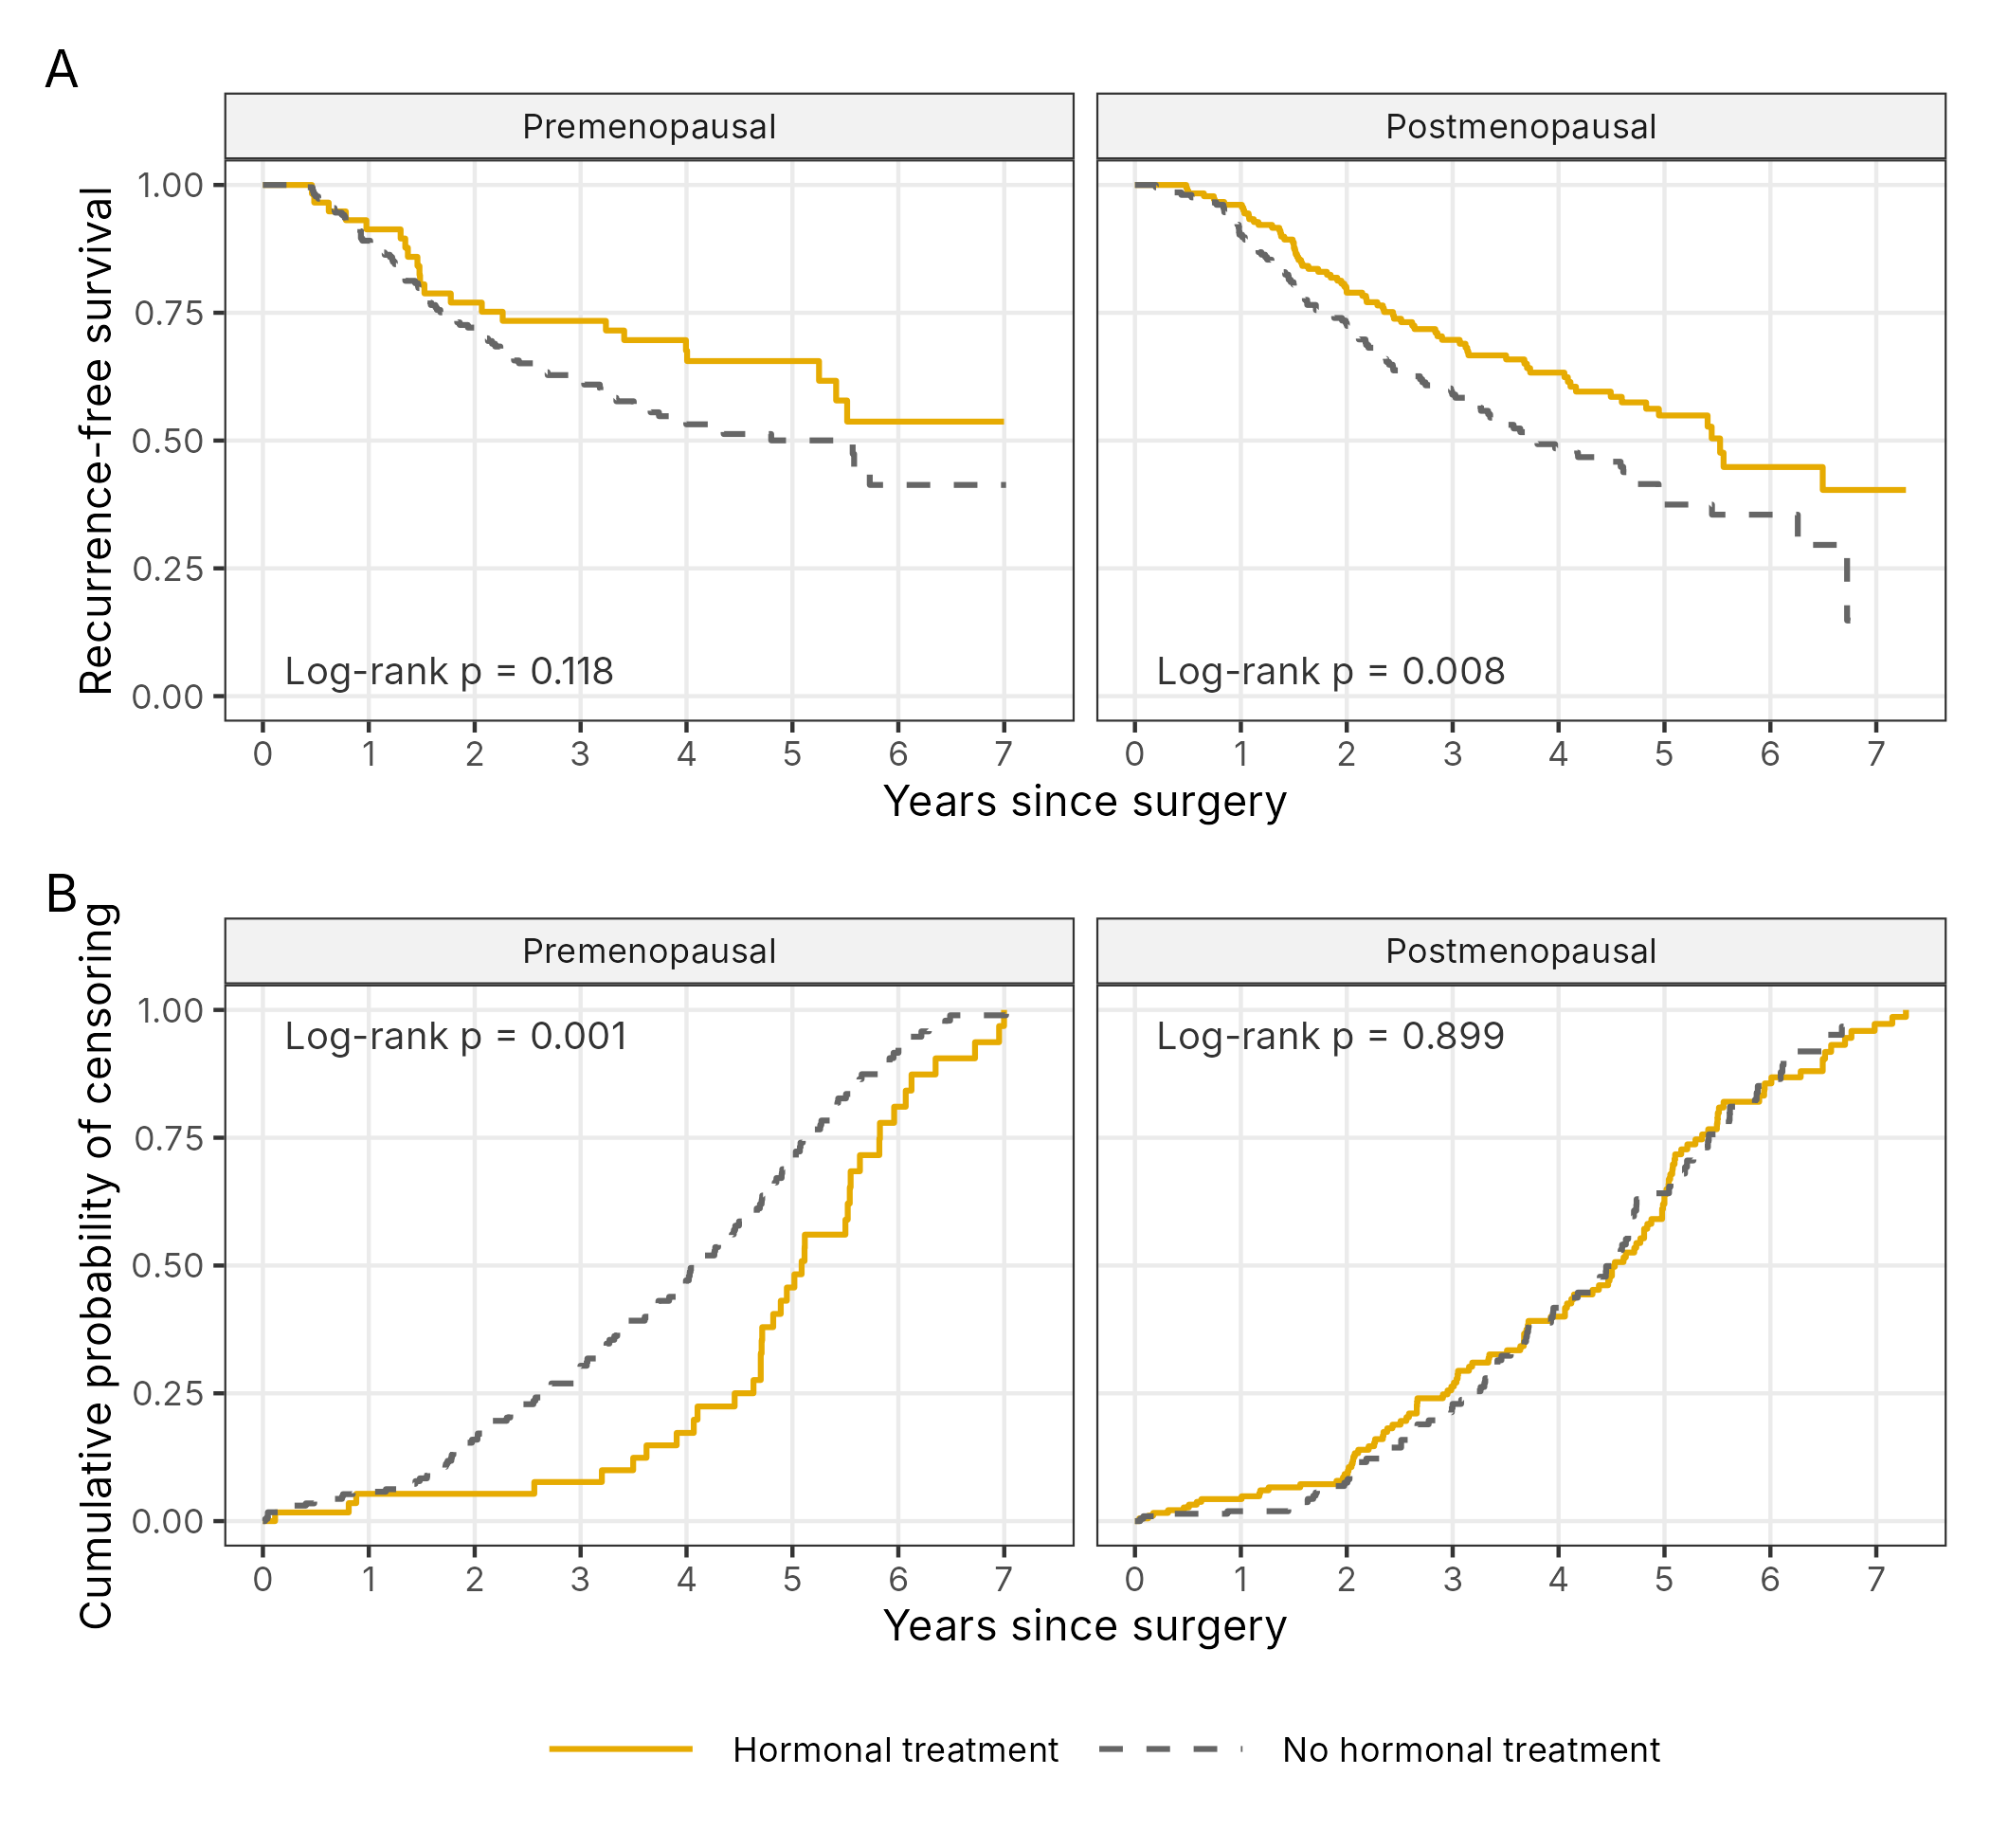 A
Premenopausal
Postmenopausal
Recurrence-free survival
1.00
0.75
0.50
0.25
0.00
Log-rank p = 0.118
Log-rank p = 0.008
0 1 2 3 4 5 6 7
0 1 2 3 4 5 6 7
Years since surgery
B
Premenopausal
Postmenopausal
Cumulative probability of censoring
1.00
0.75
0.50
0.25
0.00
Log-rank p = 0.001
Log-rank p = 0.899
0 1 2 3 4 5 6 7
0 1 2 3 4 5 6 7
Years since surgery
Hormonal treatment
No hormonal treatment